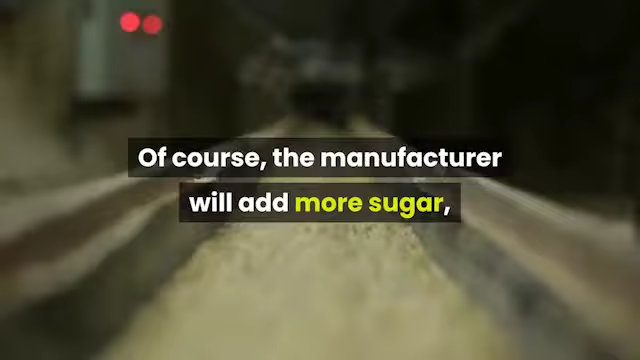 Of course, the manufacturer
will add more sugar,